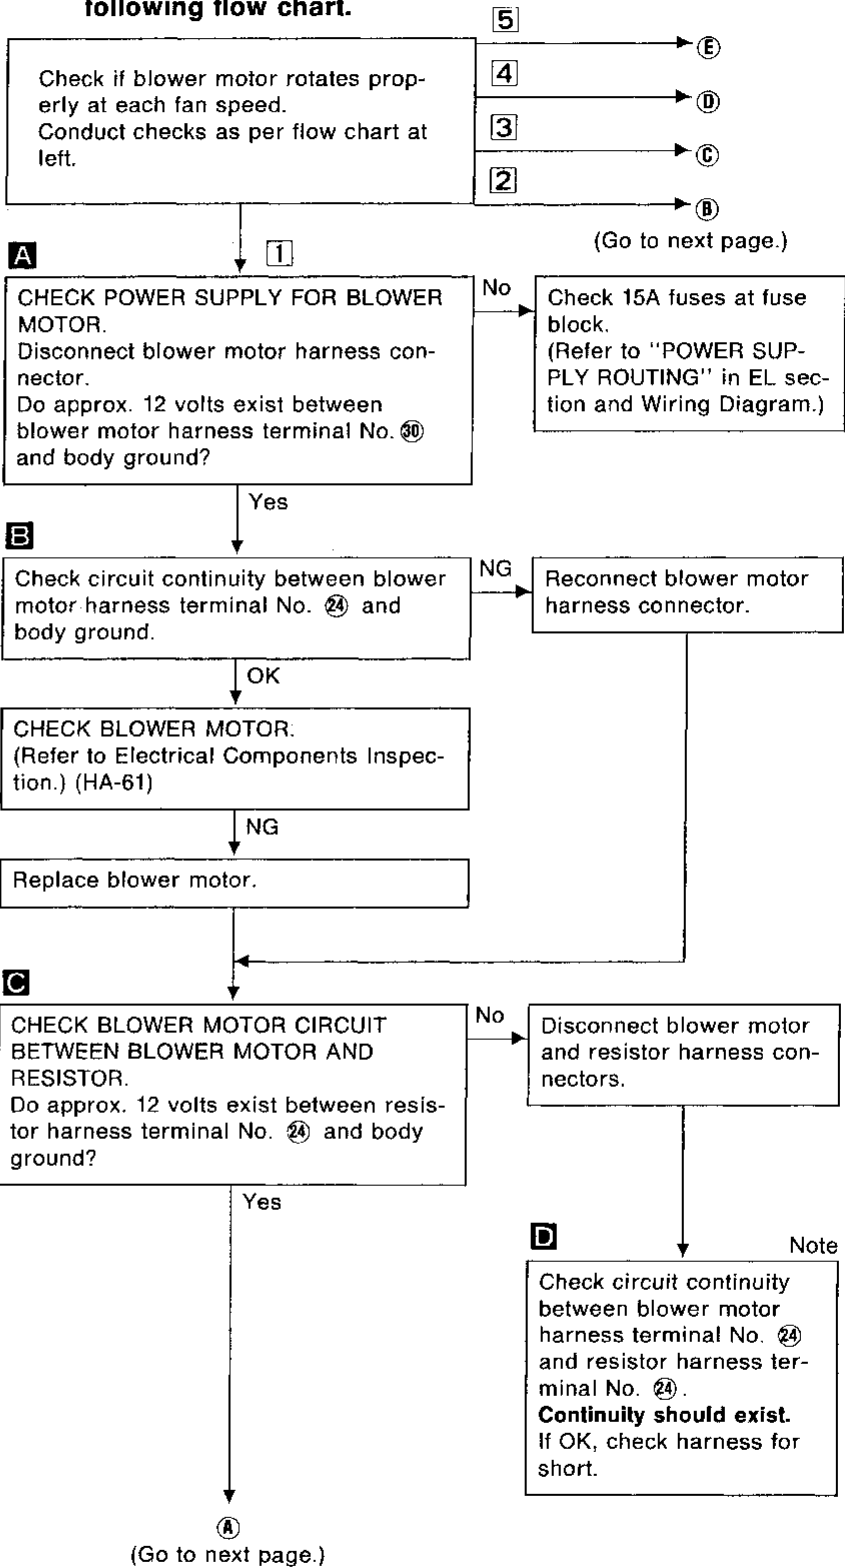 following flow chart.
5
E
Check if blower motor rotates prop-
erly at each fan speed.
Conduct checks as per flow chart at
left.
4
D
3
C
2
B
(Go to next page.)
1
A
CHECK POWER SUPPLY FOR BLOWER
MOTOR.
Disconnect blower motor harness con-
nector.
Do approx. 12 volts exist between
blower motor harness terminal No. ㉚
and body ground?
No
Check 15A fuses at fuse
block.
(Refer to "POWER SUP-
PLY ROUTING" in EL sec-
tion and Wiring Diagram.)
Yes
B
Check circuit continuity between blower
motor harness terminal No. ㉔ and
body ground.
NG
Reconnect blower motor
harness connector.
OK
CHECK BLOWER MOTOR.
(Refer to Electrical Components Inspec-
tion.) (HA-61)
NG
Replace blower motor.
C
CHECK BLOWER MOTOR CIRCUIT
BETWEEN BLOWER MOTOR AND
RESISTOR.
Do approx. 12 volts exist between resis-
tor harness terminal No. ㉔ and body
ground?
No
Disconnect blower motor
and resistor harness con-
nectors.
Yes
D
Note
Check circuit continuity
between blower motor
harness terminal No. ㉔
and resistor harness ter-
minal No. ㉔.
Continuity should exist.
If OK, check harness for
short.
A
(Go to next page.)